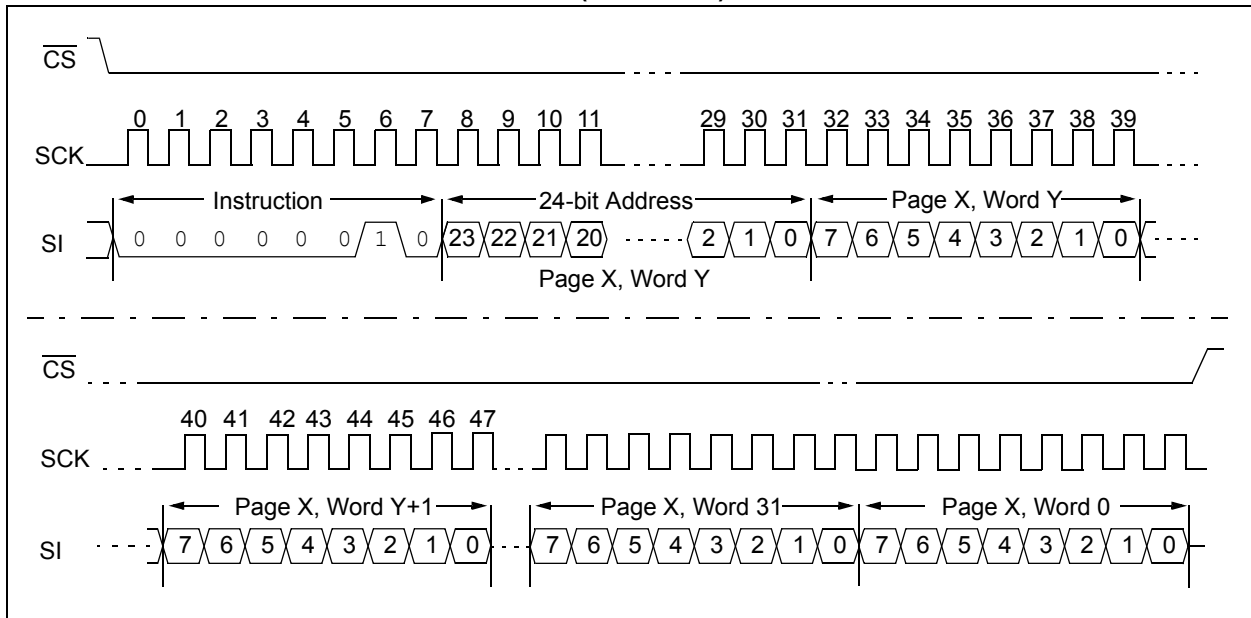 CS
0 1 2 3 4 5 6 7 8 9 10 11 29 30 31 32 33 34 35 36 37 38 39
SCK
Instruction 24-bit Address Page X, Word Y
SI 0 0 0 0 0 0 1 0 23 22 21 20 2 1 0 7 6 5 4 3 2 1 0
Page X, Word Y
CS
40 41 42 43 44 45 46 47
SCK
Page X, Word Y+1 Page X, Word 31 Page X, Word 0
SI 7 6 5 4 3 2 1 0 7 6 5 4 3 2 1 0 7 6 5 4 3 2 1 0